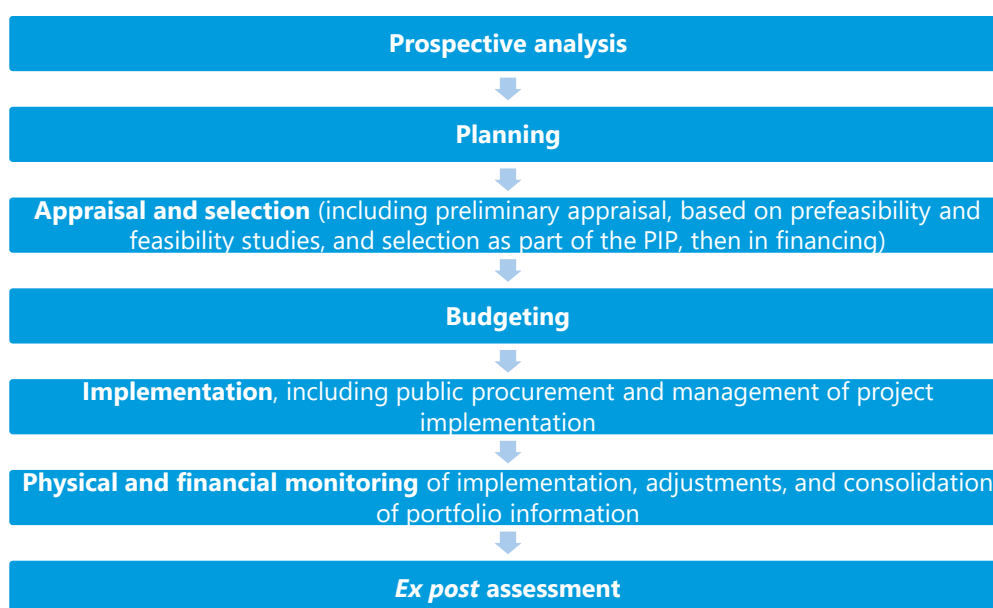 Prospective analysis
Planning
Appraisal and selection (including preliminary appraisal, based on prefeasibility and
feasibility studies, and selection as part of the PIP, then in financing)
Budgeting
Implementation, including public procurement and management of project
implementation
Physical and financial monitoring of implementation, adjustments, and consolidation
of portfolio information
Ex post assessment